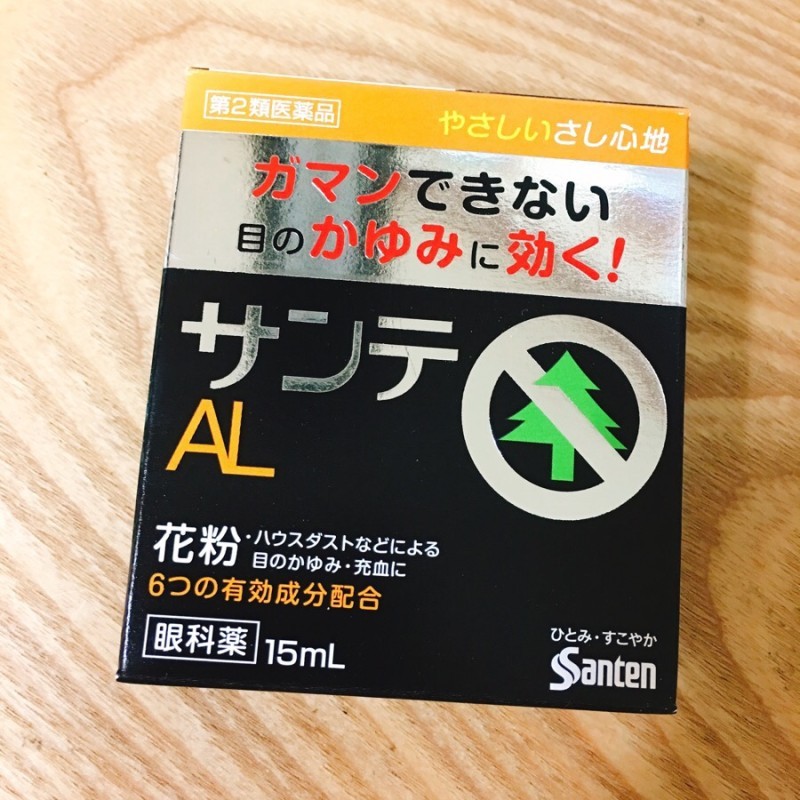 第2類医薬品
やさしいさし心地
ガマンできない
目のかゆみに効く!
サンテ
AL
花粉・ハウスダストなどによる
目のかゆみ・充血に
6つの有効成分配合
眼科薬 15mL
ひとみ・すこやか
Santen